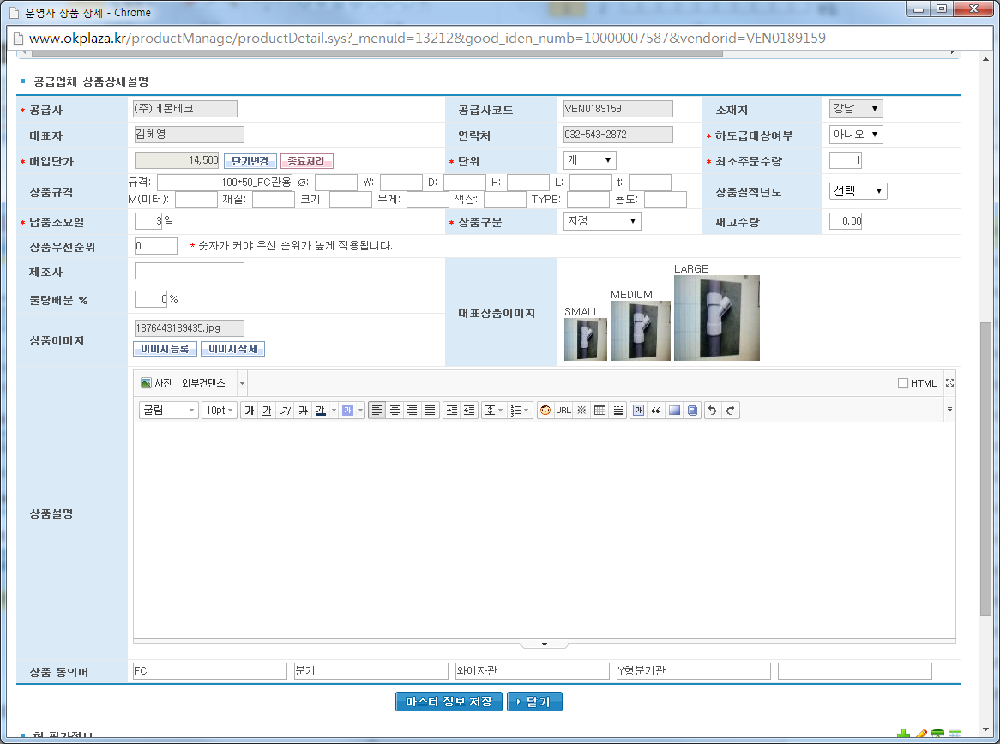 운영사 상품 상세 - Chrome
www.okplaza.kr/productManage/productDetail.sys?_menuId=13212&good_iden_numb=10000007587&vendorid=VEN0189159
공급업체 상품상세설명
* 공급사 (주)데몬테크 공급사코드 VEN0189159 소재지 강남
대표자 김혜영 연락처 032-543-2872 * 하도급대상여부 아니오
* 매입단가 14,500 단가변경 종료처리 * 단위 개 * 최소주문수량 1
상품규격 규격: 100*50_FC관용 Ø: W: D: H: L: t: 상품실적년도 선택
M(미터): 재질: 크기: 무게: 색상: TYPE: 용도:
* 납품소요일 3 일 * 상품구분 지정 재고수량 0.00
상품우선순위 0 * 숫자가 커야 우선 순위가 높게 적용됩니다.
제조사
물량배분 % 0 %
대표상품이미지 SMALL MEDIUM LARGE
상품이미지 1376443139435.jpg
이미지등록 이미지삭제
사진 외부컨텐츠 HTML
굴림 10pt 가 가 가 가 가 가 URL ※ 가 “
상품설명
상품 동의어 FC 분기 와이자관 Y형분기관
마스터 정보 저장 닫기
현 판가정보